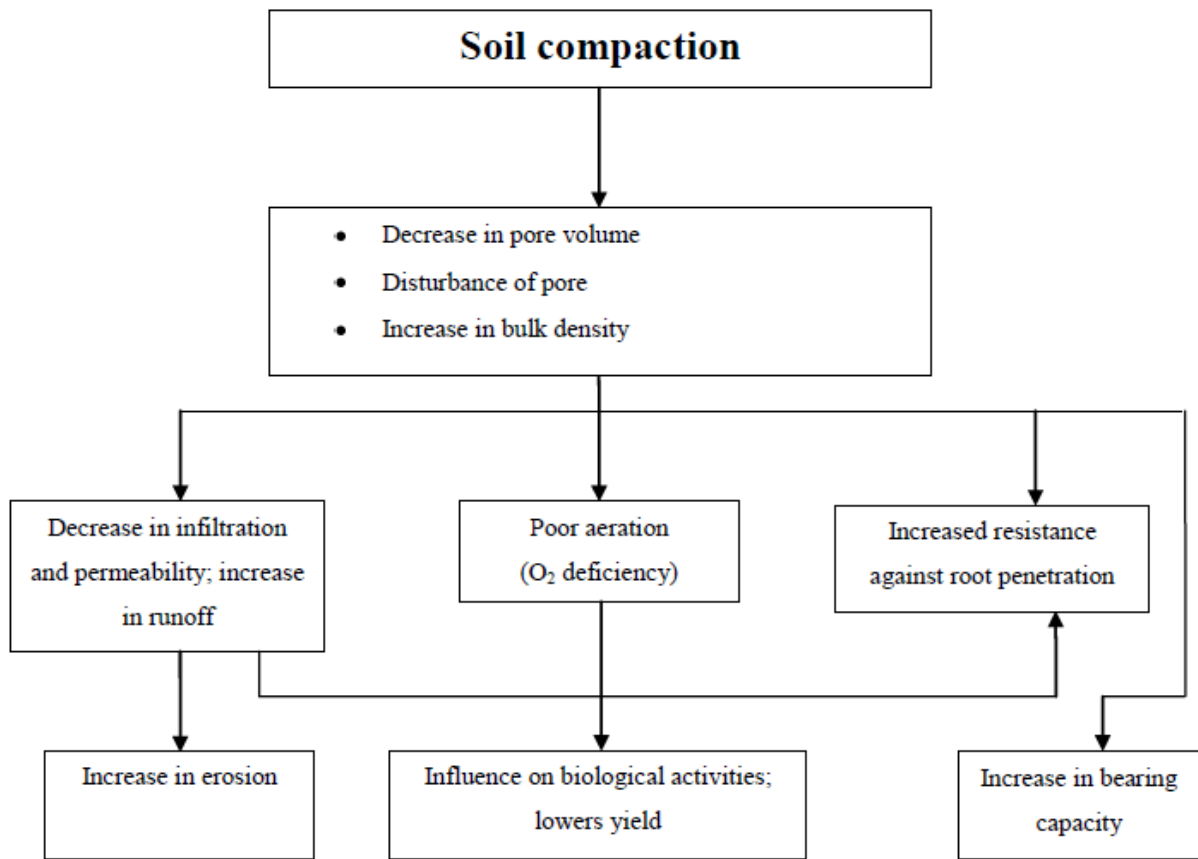 Soil compaction
• Decrease in pore volume
• Disturbance of pore
• Increase in bulk density
Decrease in infiltration
and permeability; increase
in runoff
Poor aeration
(O₂ deficiency)
Increased resistance
against root penetration
Increase in erosion
Influence on biological activities;
lowers yield
Increase in bearing
capacity